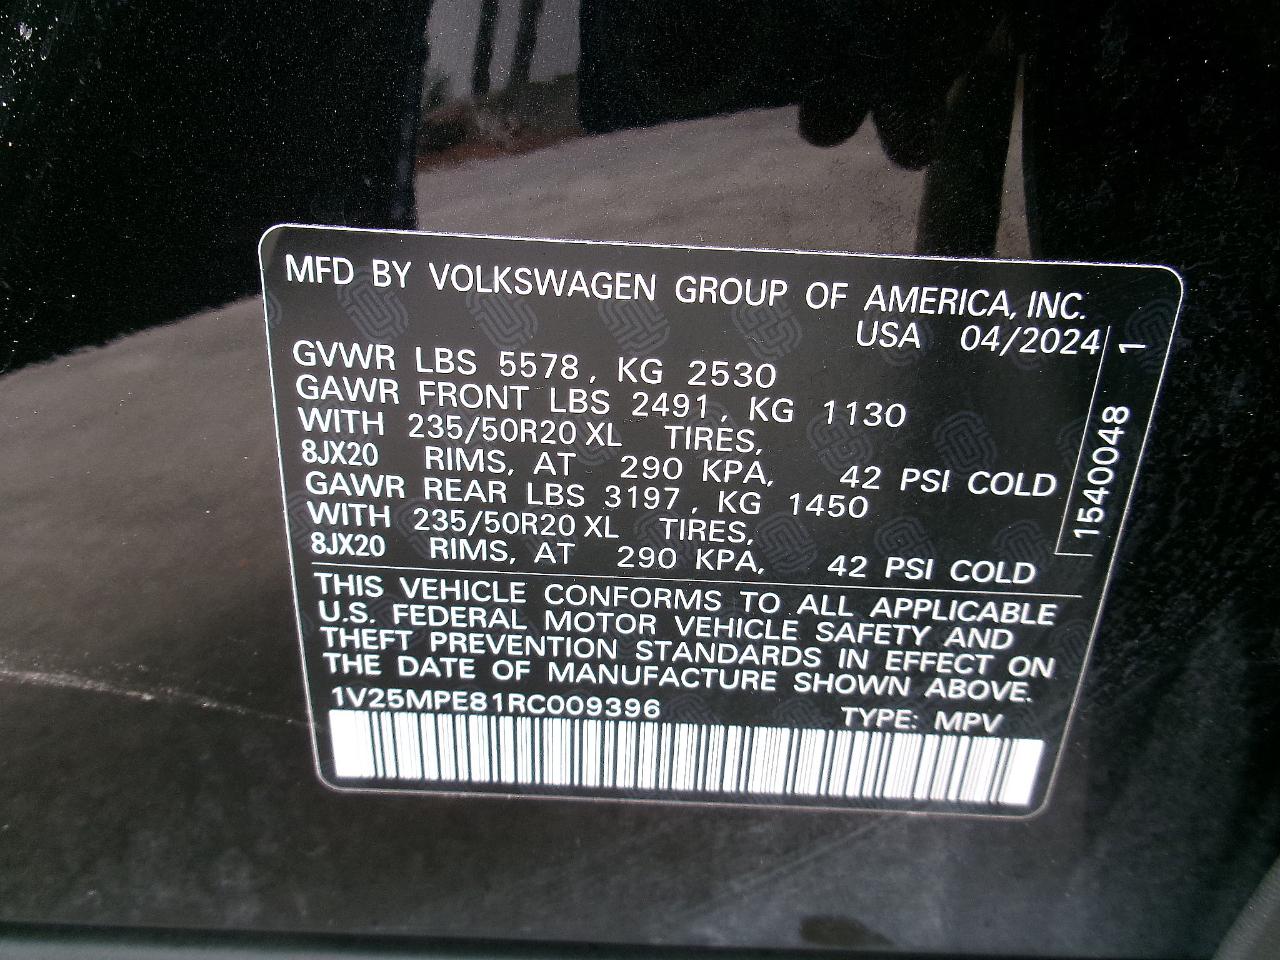 MFD BY VOLKSWAGEN GROUP OF AMERICA, INC.
USA 04/2024
GVWR LBS 5578, KG 2530
GAWR FRONT LBS 2491, KG 1130
WITH 235/50R20 XL TIRES,
8JX20 RIMS, AT 290 KPA, 42 PSI COLD
GAWR REAR LBS 3197, KG 1450
WITH 235/50R20 XL TIRES,
8JX20 RIMS, AT 290 KPA, 42 PSI COLD
1540048 1
THIS VEHICLE CONFORMS TO ALL APPLICABLE
U.S. FEDERAL MOTOR VEHICLE SAFETY AND
THEFT PREVENTION STANDARDS IN EFFECT ON
THE DATE OF MANUFACTURE SHOWN ABOVE.
1V25MPE81RC009396 TYPE: MPV